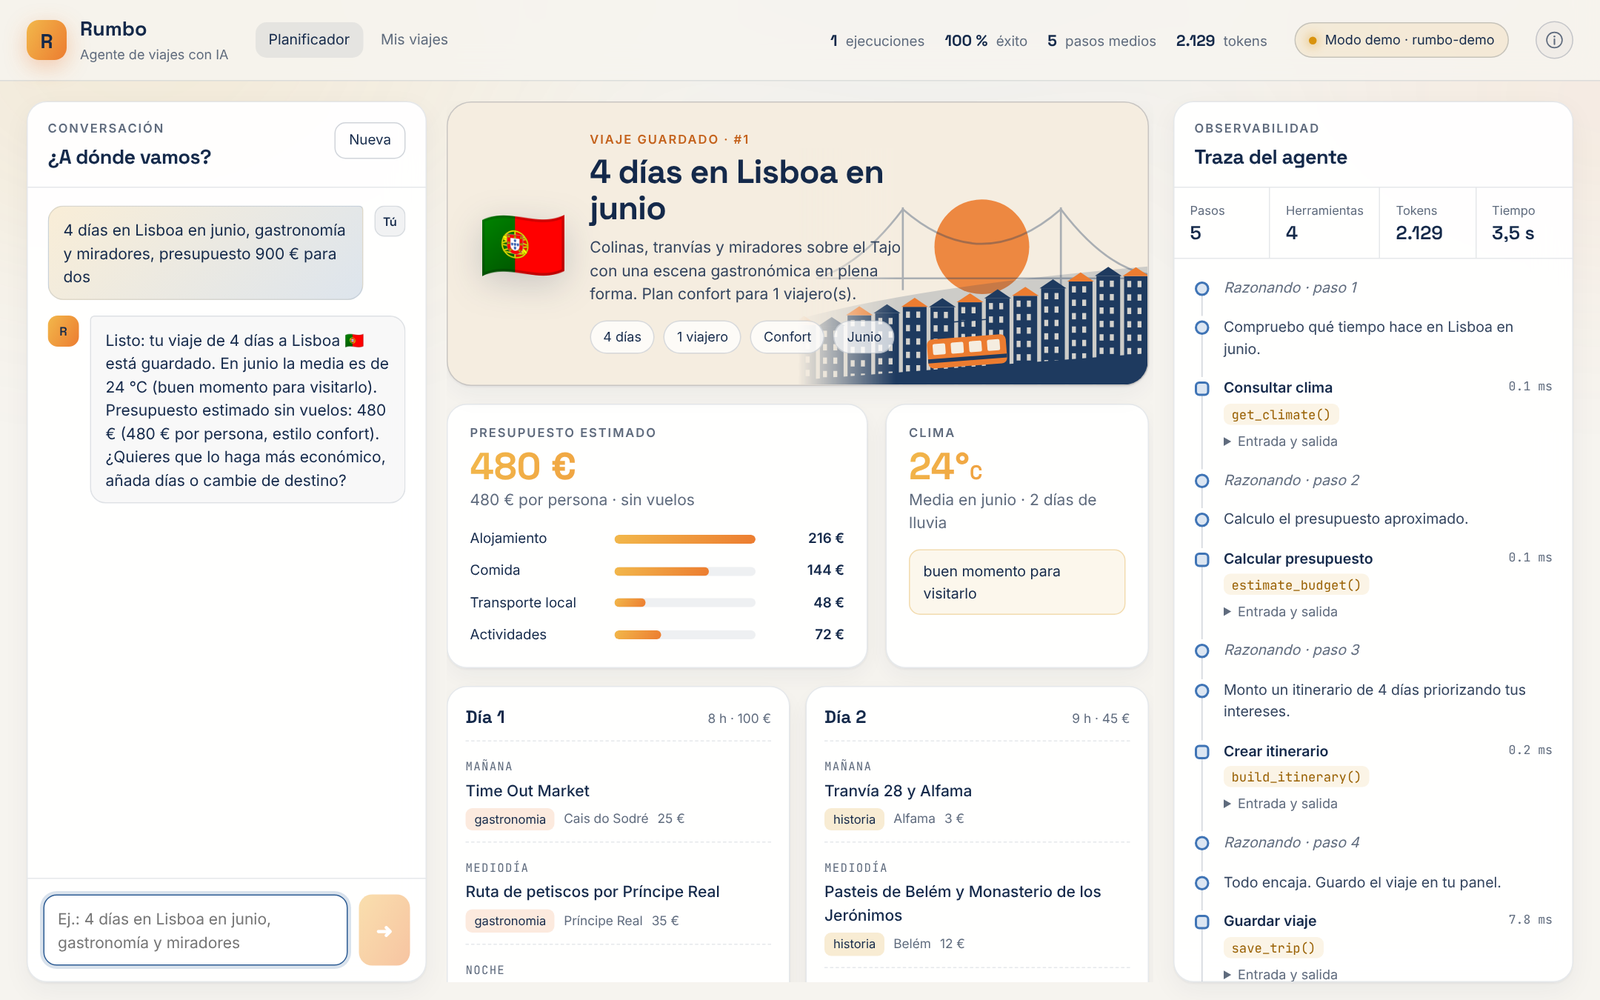 R
Rumbo
Agente de viajes con IA
Planificador
Mis viajes
1 ejecuciones
100 % éxito
5 pasos medios
2.129 tokens
Modo demo · rumbo-demo
CONVERSACIÓN
¿A dónde vamos?
Nueva
4 días en Lisboa en junio, gastronomía
y miradores, presupuesto 900 € para
dos
Tú
R
Listo: tu viaje de 4 días a Lisboa 🇵🇹
está guardado. En junio la media es de
24 °C (buen momento para visitarlo).
Presupuesto estimado sin vuelos: 480
€ (480 € por persona, estilo confort).
¿Quieres que lo haga más económico,
añada días o cambie de destino?
Ej.: 4 días en Lisboa en junio,
gastronomía y miradores
VIAJE GUARDADO · #1
4 días en Lisboa en
junio
Colinas, tranvías y miradores sobre el Tajo
con una escena gastronómica en plena
forma. Plan confort para 1 viajero(s).
4 días
1 viajero
Confort
Junio
PRESUPUESTO ESTIMADO
480 €
480 € por persona · sin vuelos
Alojamiento 216 €
Comida 144 €
Transporte local 48 €
Actividades 72 €
CLIMA
24°C
Media en junio · 2 días de
lluvia
buen momento para
visitarlo
Día 1
8 h · 100 €
MAÑANA
Time Out Market
gastronomia Cais do Sodré 25 €
MEDIODÍA
Ruta de petiscos por Príncipe Real
gastronomia Príncipe Real 35 €
NOCHE
Día 2
9 h · 45 €
MAÑANA
Tranvía 28 y Alfama
historia Alfama 3 €
MEDIODÍA
Pasteis de Belém y Monasterio de los
Jerónimos
historia Belém 12 €
OBSERVABILIDAD
Traza del agente
Pasos
5
Herramientas
4
Tokens
2.129
Tiempo
3,5 s
Razonando · paso 1
Compruebo qué tiempo hace en Lisboa en
junio.
Consultar clima 0.1 ms
get_climate()
Entrada y salida
Razonando · paso 2
Calculo el presupuesto aproximado.
Calcular presupuesto 0.1 ms
estimate_budget()
Entrada y salida
Razonando · paso 3
Monto un itinerario de 4 días priorizando tus
intereses.
Crear itinerario 0.2 ms
build_itinerary()
Entrada y salida
Razonando · paso 4
Todo encaja. Guardo el viaje en tu panel.
Guardar viaje 7.8 ms
save_trip()
Entrada y salida